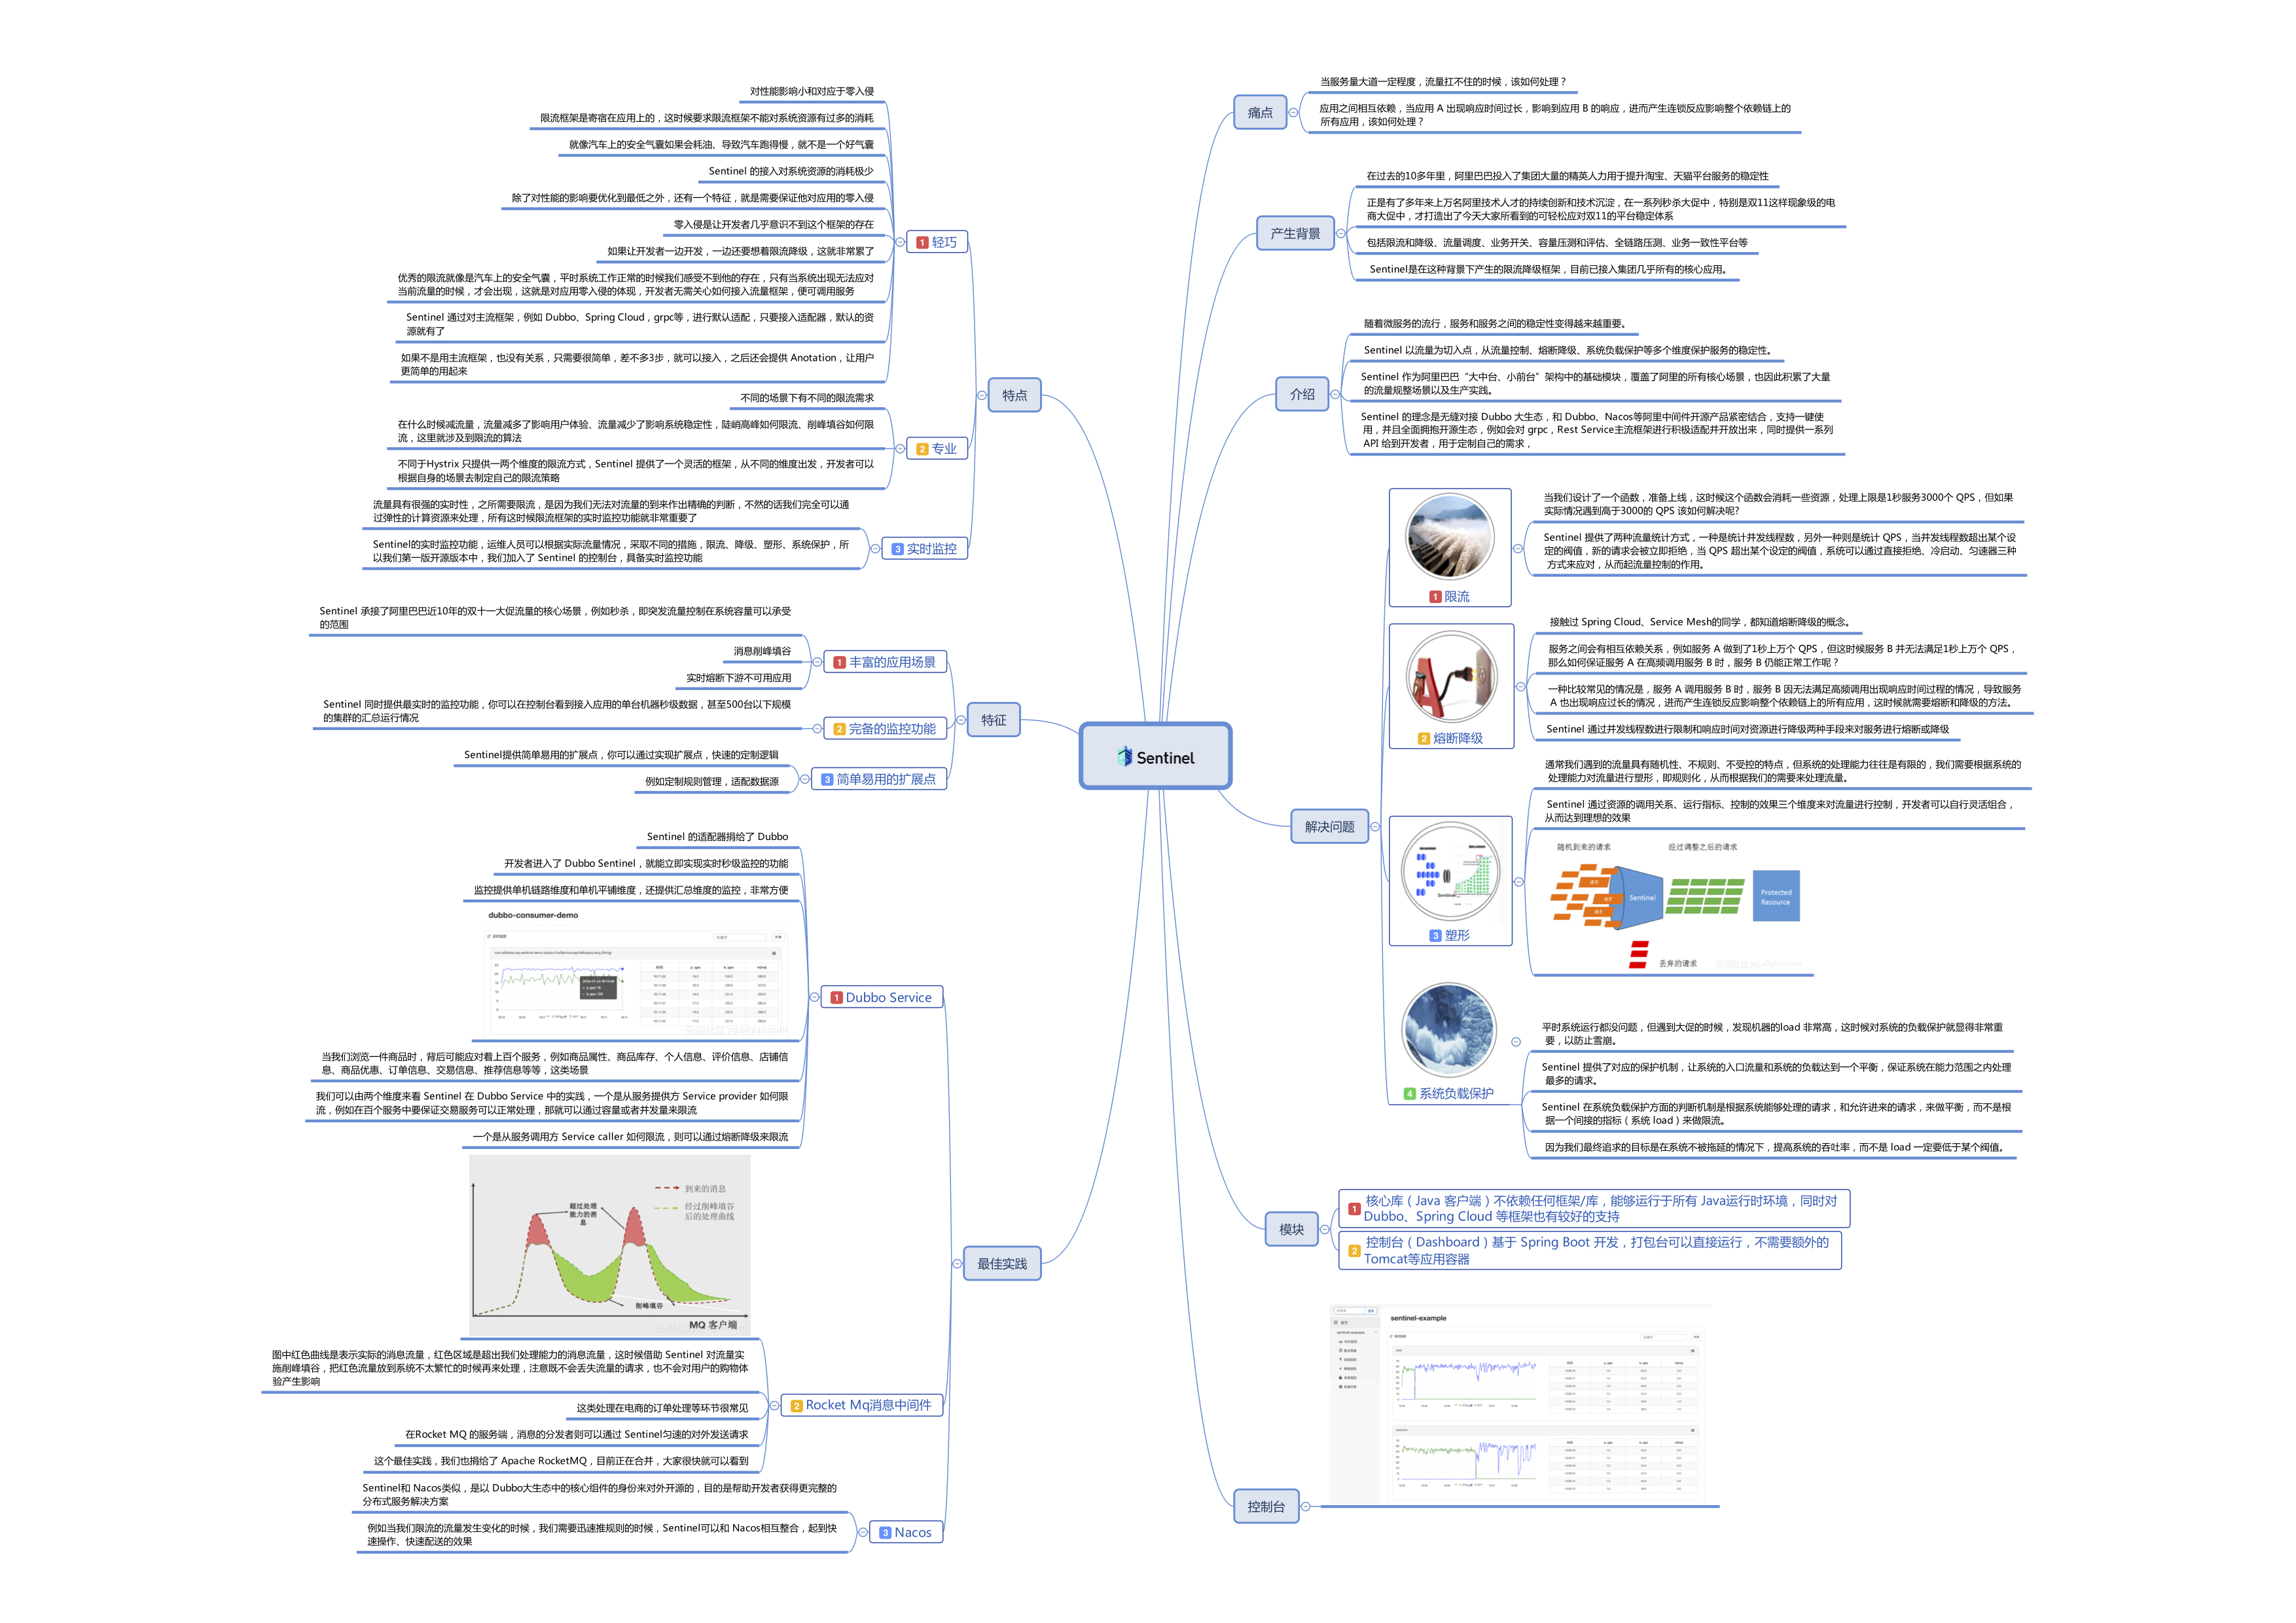 Sentinel
痛点
当服务量大道一定程度，流量扛不住的时候，该如何处理？
应用之间相互依赖，当应用 A 出现响应时间过长，影响到应用 B 的响应，进而产生连锁反应影响整个依赖链上的
所有应用，该如何处理？
产生背景
在过去的10多年里，阿里巴巴投入了集团大量的精英人力用于提升淘宝、天猫平台服务的稳定性
正是有了多年来上万名阿里技术人才的持续创新和技术沉淀，在一系列秒杀大促中，特别是双11这样现象级的电
商大促中，才打造出了今天大家所看到的可轻松应对双11的平台稳定体系
包括限流和降级、流量调度、业务开关、容量压测和评估、全链路压测、业务一致性平台等
Sentinel是在这种背景下产生的限流降级框架，目前已接入集团几乎所有的核心应用。
介绍
随着微服务的流行，服务和服务之间的稳定性变得越来越重要。
Sentinel 以流量为切入点，从流量控制、熔断降级、系统负载保护等多个维度保护服务的稳定性。
Sentinel 作为阿里巴巴“大中台、小前台”架构中的基础模块，覆盖了阿里的所有核心场景，也因此积累了大量
的流量规整场景以及生产实践。
Sentinel 的理念是无缝对接 Dubbo 大生态，和 Dubbo、Nacos等阿里中间件开源产品紧密结合，支持一键使
用，并且全面拥抱开源生态，例如会对 grpc，Rest Service主流框架进行积极适配并开放出来，同时提供一系列
API 给到开发者，用于定制自己的需求，
解决问题
1 限流
当我们设计了一个函数，准备上线，这时候这个函数会消耗一些资源，处理上限是1秒服务3000个 QPS，但如果
实际情况遇到高于3000的 QPS 该如何解决呢?
Sentinel 提供了两种流量统计方式，一种是统计并发线程数，另外一种则是统计 QPS，当并发线程数超出某个设
定的阀值，新的请求会被立即拒绝，当 QPS 超出某个设定的阀值，系统可以通过直接拒绝、冷启动、匀速器三种
方式来应对，从而起流量控制的作用。
2 熔断降级
接触过 Spring Cloud、Service Mesh的同学，都知道熔断降级的概念。
服务之间会有相互依赖关系，例如服务 A 做到了1秒上万个 QPS，但这时候服务 B 并无法满足1秒上万个 QPS，
那么如何保证服务 A 在高频调用服务 B 时，服务 B 仍能正常工作呢？
一种比较常见的情况是，服务 A 调用服务 B 时，服务 B 因无法满足高频调用出现响应时间过程的情况，导致服务
A 也出现响应过长的情况，进而产生连锁反应影响整个依赖链上的所有应用，这时候就需要熔断和降级的方法。
Sentinel 通过并发线程数进行限制和响应时间对资源进行降级两种手段来对服务进行熔断或降级
3 塑形
Sentinel
通常我们遇到的流量具有随机性、不规则、不受控的特点，但系统的处理能力往往是有限的，我们需要根据系统的
处理能力对流量进行塑形，即规则化，从而根据我们的需要来处理流量。
Sentinel 通过资源的调用关系、运行指标、控制的效果三个维度来对流量进行控制，开发者可以自行灵活组合，
从而达到理想的效果
随机到来的请求
经过调整之后的请求
Sentinel
Protected
Resource
丢弃的请求
4 系统负载保护
平时系统运行都没问题，但遇到大促的时候，发现机器的load 非常高，这时候对系统的负载保护就显得非常重
要，以防止雪崩。
Sentinel 提供了对应的保护机制，让系统的入口流量和系统的负载达到一个平衡，保证系统在能力范围之内处理
最多的请求。
Sentinel 在系统负载保护方面的判断机制是根据系统能够处理的请求，和允许进来的请求，来做平衡，而不是根
据一个间接的指标（系统 load）来做限流。
因为我们最终追求的目标是在系统不被拖延的情况下，提高系统的吞吐率，而不是 load 一定要低于某个阀值。
模块
1 核心库（Java 客户端）不依赖任何框架/库，能够运行于所有 Java运行时环境，同时对
Dubbo、Spring Cloud 等框架也有较好的支持
2 控制台（Dashboard）基于 Spring Boot 开发，打包台可以直接运行，不需要额外的
Tomcat等应用容器
控制台
sentinel-example
特点
1 轻巧
对性能影响小和对应于零入侵
限流框架是寄宿在应用上的，这时候要求限流框架不能对系统资源有过多的消耗
就像汽车上的安全气囊如果会耗油、导致汽车跑得慢，就不是一个好气囊
Sentinel 的接入对系统资源的消耗极少
除了对性能的影响要优化到最低之外，还有一个特征，就是需要保证他对应用的零入侵
零入侵是让开发者几乎意识不到这个框架的存在
如果让开发者一边开发，一边还要想着限流降级，这就非常累了
优秀的限流就像是汽车上的安全气囊，平时系统工作正常的时候我们感受不到他的存在，只有当系统出现无法应对
当前流量的时候，才会出现，这就是对应用零入侵的体现，开发者无需关心如何接入流量框架，便可调用服务
Sentinel 通过对主流框架，例如 Dubbo、Spring Cloud，grpc等，进行默认适配，只要接入适配器，默认的资
源就有了
如果不是用主流框架，也没有关系，只需要很简单，差不多3步，就可以接入，之后还会提供 Anotation，让用户
更简单的用起来
2 专业
不同的场景下有不同的限流需求
在什么时候减流量，流量减多了影响用户体验、流量减少了影响系统稳定性，陡峭高峰如何限流、削峰填谷如何限
流，这里就涉及到限流的算法
不同于Hystrix 只提供一两个维度的限流方式，Sentinel 提供了一个灵活的框架，从不同的维度出发，开发者可以
根据自身的场景去制定自己的限流策略
3 实时监控
流量具有很强的实时性，之所需要限流，是因为我们无法对流量的到来作出精确的判断，不然的话我们完全可以通
过弹性的计算资源来处理，所有这时候限流框架的实时监控功能就非常重要了
Sentinel的实时监控功能，运维人员可以根据实际流量情况，采取不同的措施，限流、降级、塑形、系统保护，所
以我们第一版开源版本中，我们加入了 Sentinel 的控制台，具备实时监控功能
特征
1 丰富的应用场景
Sentinel 承接了阿里巴巴近10年的双十一大促流量的核心场景，例如秒杀，即突发流量控制在系统容量可以承受
的范围
消息削峰填谷
实时熔断下游不可用应用
2 完备的监控功能
Sentinel 同时提供最实时的监控功能，你可以在控制台看到接入应用的单台机器秒级数据，甚至500台以下规模
的集群的汇总运行情况
3 简单易用的扩展点
Sentinel提供简单易用的扩展点，你可以通过实现扩展点，快速的定制逻辑
例如定制规则管理，适配数据源
最佳实践
1 Dubbo Service
Sentinel 的适配器捐给了 Dubbo
开发者进入了 Dubbo Sentinel，就能立即实现实时秒级监控的功能
监控提供单机链路维度和单机平铺维度，还提供汇总维度的监控，非常方便
dubbo-consumer-demo
当我们浏览一件商品时，背后可能应对着上百个服务，例如商品属性、商品库存、个人信息、评价信息、店铺信
息、商品优惠、订单信息、交易信息、推荐信息等等，这类场景
我们可以由两个维度来看 Sentinel 在 Dubbo Service 中的实践，一个是从服务提供方 Service provider 如何限
流，例如在百个服务中要保证交易服务可以正常处理，那就可以通过容量或者并发量来限流
一个是从服务调用方 Service caller 如何限流，则可以通过熔断降级来限流
2 Rocket Mq消息中间件
到来的消息
经过削峰填谷
后的处理曲线
超过处理
能力的消
息
削峰填谷
MQ 客户端
图中红色曲线是表示实际的消息流量，红色区域是超出我们处理能力的消息流量，这时候借助 Sentinel 对流量实
施削峰填谷，把红色流量放到系统不太繁忙的时候再来处理，注意既不会丢失流量的请求，也不会对用户的购物体
验产生影响
这类处理在电商的订单处理等环节很常见
在Rocket MQ 的服务端，消息的分发者则可以通过 Sentinel匀速的对外发送请求
这个最佳实践，我们也捐给了 Apache RocketMQ，目前正在合并，大家很快就可以看到
3 Nacos
Sentinel和 Nacos类似，是以 Dubbo大生态中的核心组件的身份来对外开源的，目的是帮助开发者获得更完整的
分布式服务解决方案
例如当我们限流的流量发生变化的时候，我们需要迅速推规则的时候，Sentinel可以和 Nacos相互整合，起到快
速操作、快速配送的效果